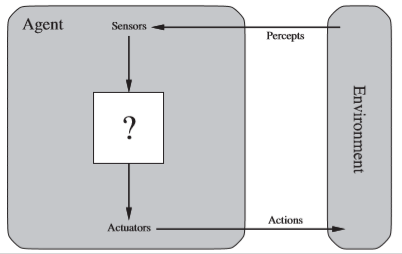 Agent
Sensors
Percepts
?
Environment
Actuators
Actions